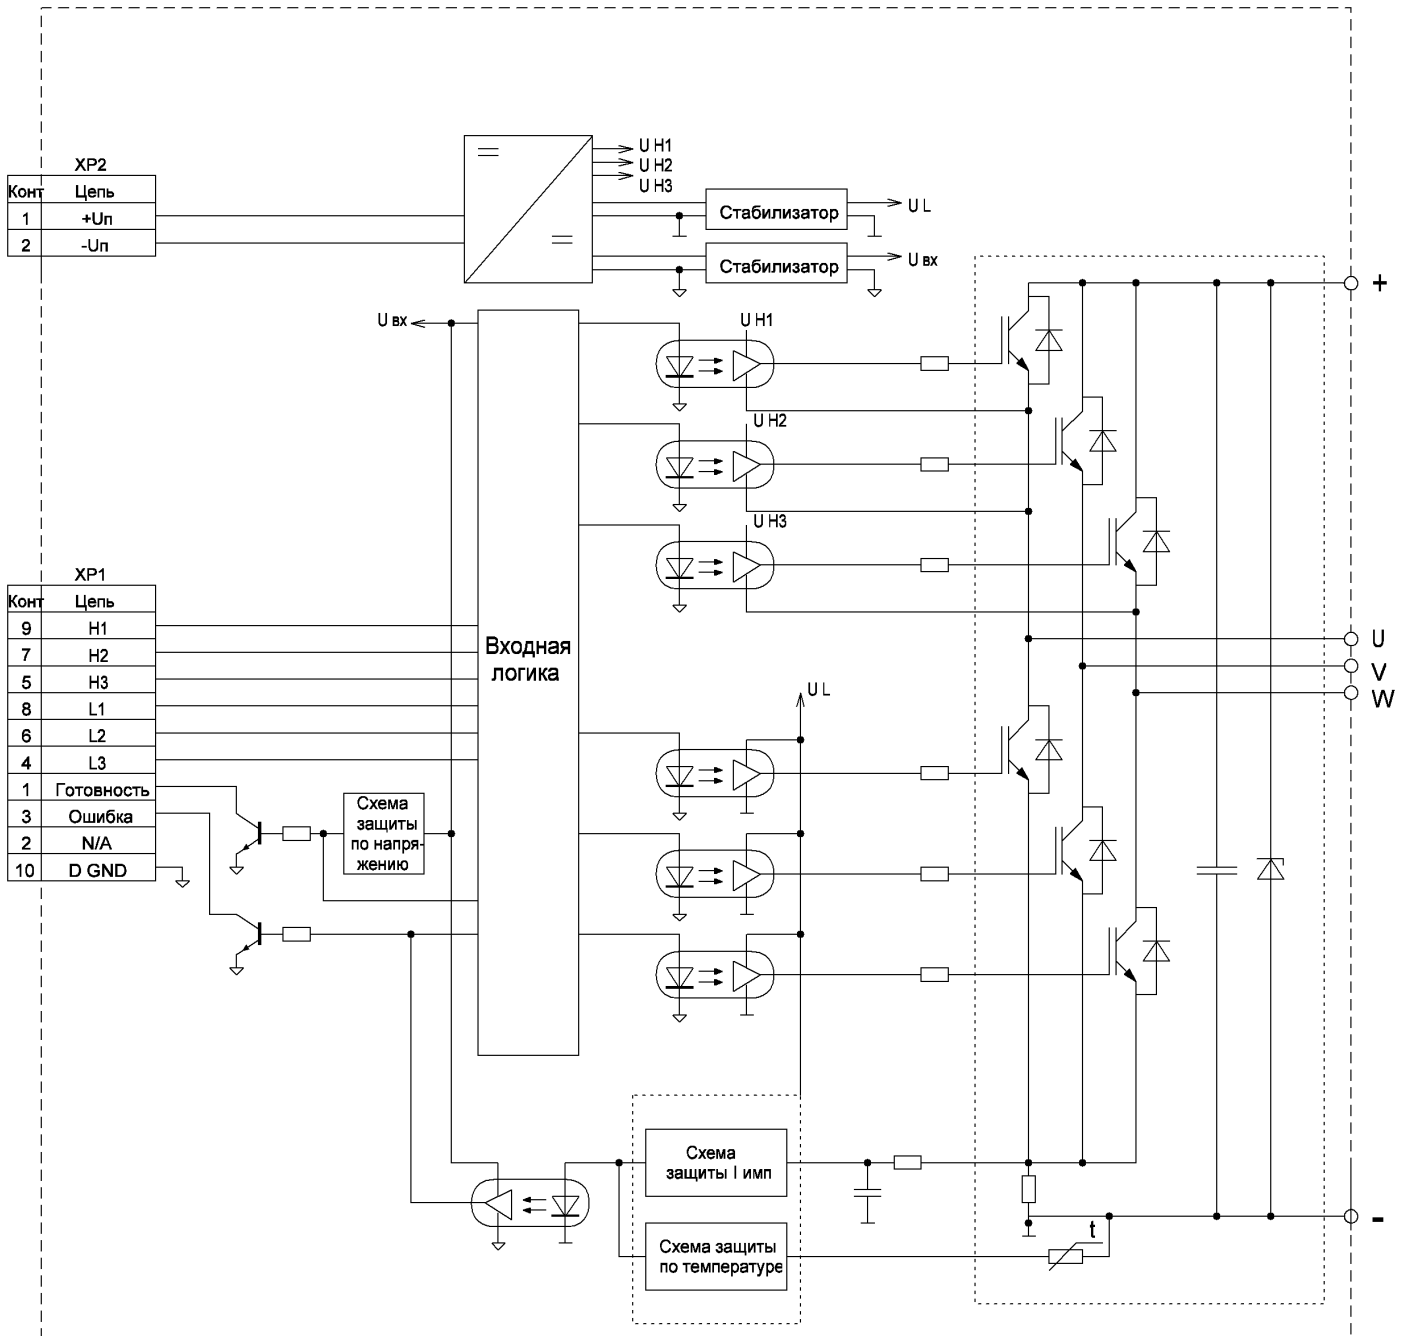 U H1
U H2
U H3
XP2
Конт Цепь
1 +Uп
2 -Uп
Стабилизатор
U L
Стабилизатор
U вх
+
U вх
U H1
U H2
U H3
XP1
Конт Цепь
9 H1
7 H2
5 H3
8 L1
6 L2
4 L3
1 Готовность
3 Ошибка
2 N/A
10 D GND
Входная
логика
U
V
W
U L
Схема
защиты
по напря-
жению
Схема
защиты I имп
Схема защиты
по температуре
t
-